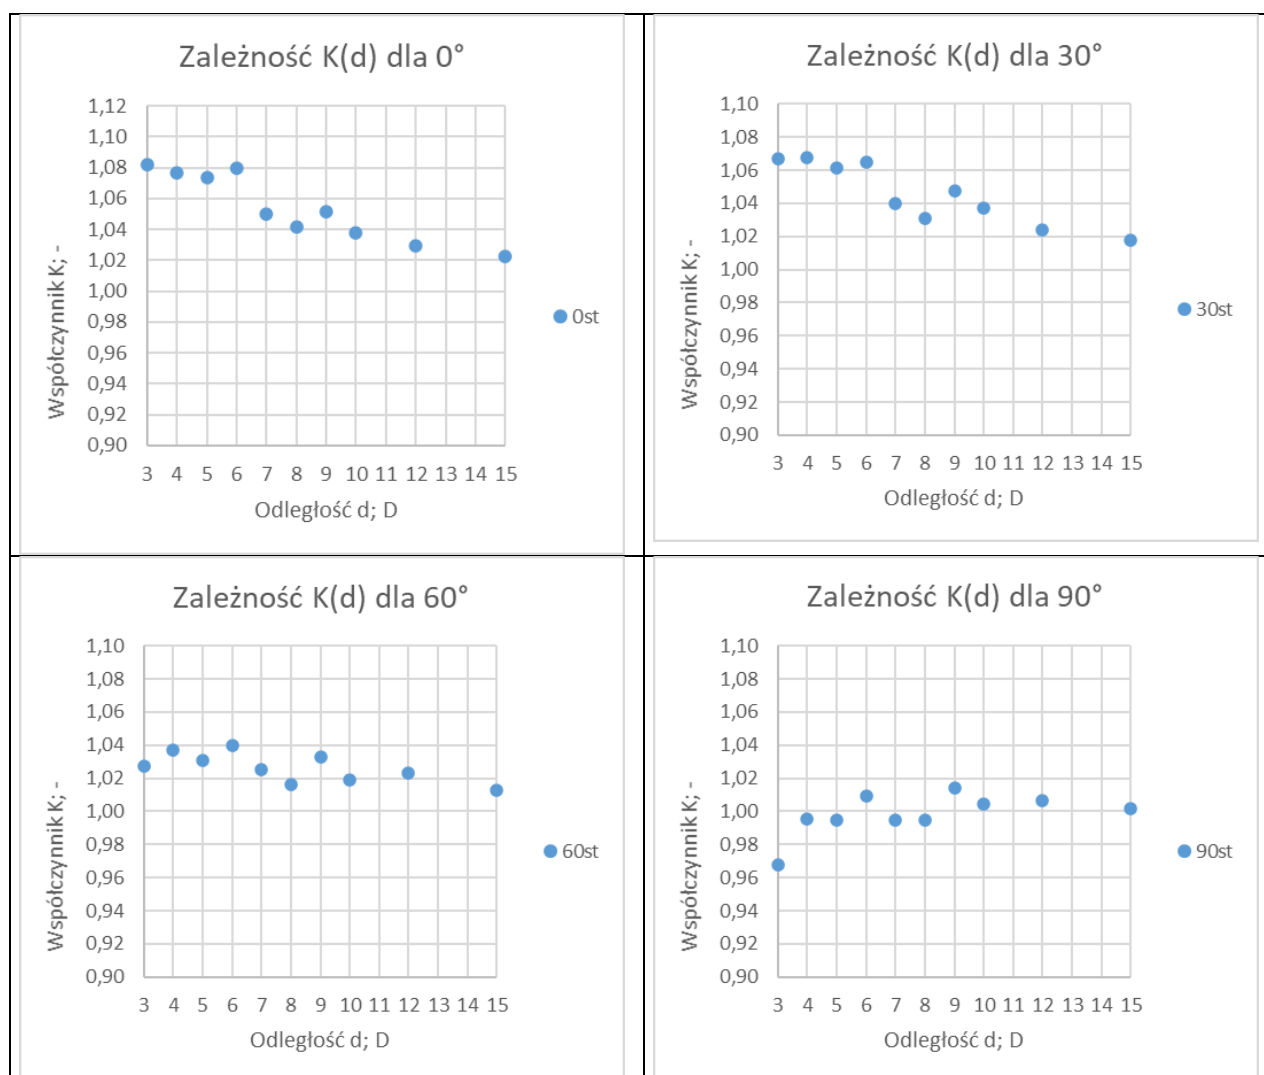 Zależność K(d) dla 0°
1,12
1,10
1,08
1,06
1,04
1,02
1,00
0,98
0,96
0,94
0,92
0,90
Współczynnik K; -
3 4 5 6 7 8 9 10 11 12 13 14 15
Odległość d; D
0st
Zależność K(d) dla 30°
1,10
1,08
1,06
1,04
1,02
1,00
0,98
0,96
0,94
0,92
0,90
Współczynnik K; -
3 4 5 6 7 8 9 10 11 12 13 14 15
Odległość d; D
30st
Zależność K(d) dla 60°
1,10
1,08
1,06
1,04
1,02
1,00
0,98
0,96
0,94
0,92
0,90
Współczynnik K; -
3 4 5 6 7 8 9 10 11 12 13 14 15
Odległość d; D
60st
Zależność K(d) dla 90°
1,10
1,08
1,06
1,04
1,02
1,00
0,98
0,96
0,94
0,92
0,90
Współczynnik K; -
3 4 5 6 7 8 9 10 11 12 13 14 15
Odległość d; D
90st